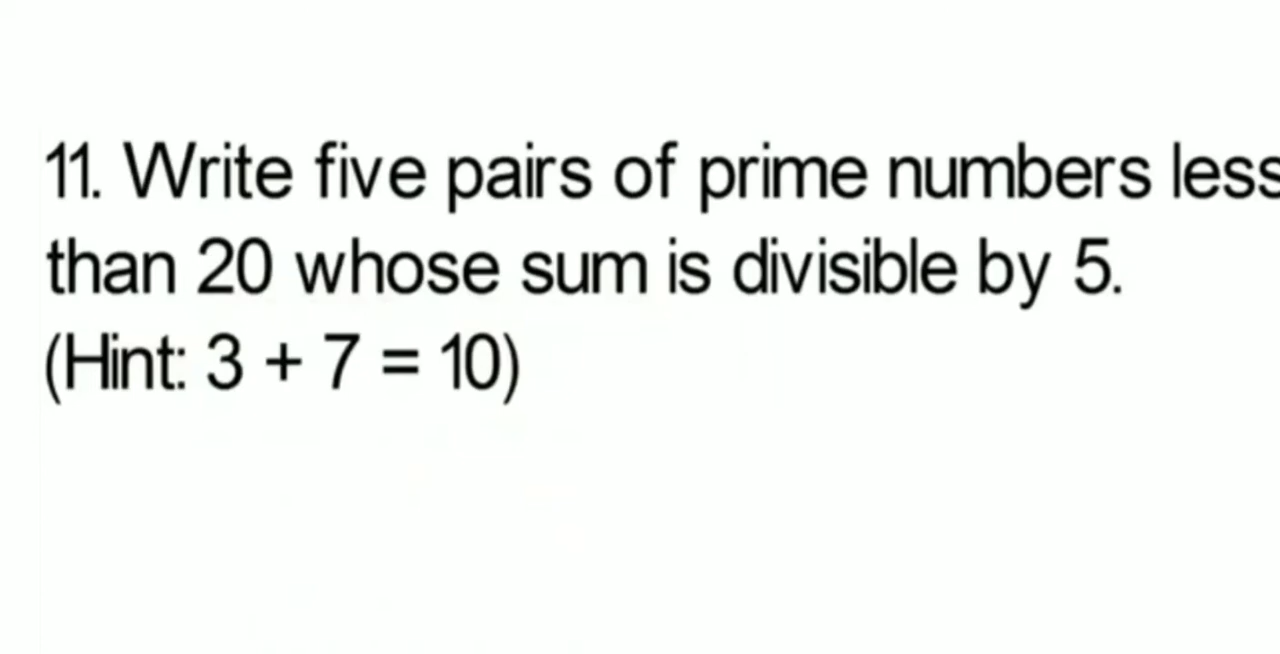 11. Write five pairs of prime numbers less
than 20 whose sum is divisible by 5.
(Hint: 3 + 7 = 10)